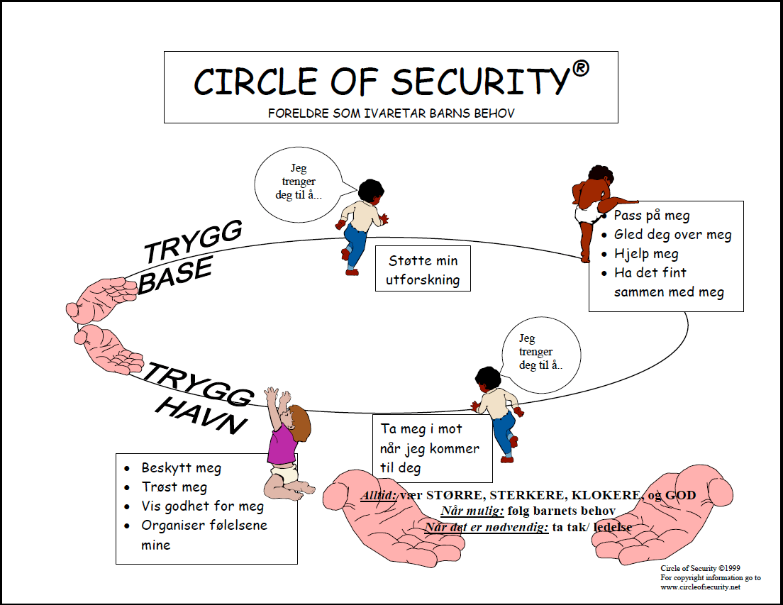 CIRCLE OF SECURITY®
FORELDRE SOM IVARETAR BARNS BEHOV
Jeg
trenger
deg til å...
TRYGG
BASE
Støtte min
utforskning
• Pass på meg
• Gled deg over meg
• Hjelp meg
• Ha det fint
sammen med meg
Jeg
trenger
deg til å..
TRYGG
HAVN
Ta meg i mot
når jeg kommer
til deg
• Beskytt meg
• Trøst meg
• Vis godhet for meg
• Organiser følelsene
mine
Alltid: vær STØRRE, STERKERE, KLOKERE, og GOD
Når mulig: følg barnets behov
Når det er nødvendig: ta tak/ ledelse
Circle of Security ©1999
For copyright information go to
www.circleofsecurity.net